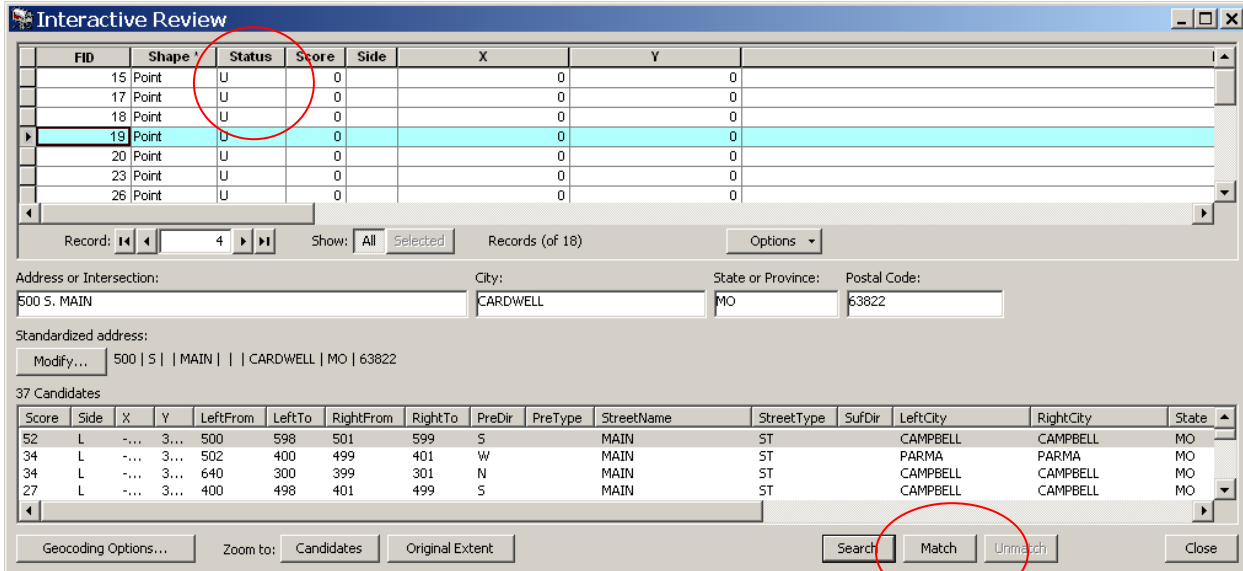 Interactive Review
FID Shape * Status Score Side X Y
15 Point U 0 0 0
17 Point U 0 0 0
18 Point U 0 0 0
19 Point U 0 0 0
20 Point U 0 0 0
23 Point U 0 0 0
26 Point U 0 0 0
Record: 4 Show: All Selected Records (of 18) Options
Address or Intersection: City: State or Province: Postal Code:
500 S. MAIN CARDWELL MO 63822
Standardized address:
Modify... 500 | S | | MAIN | | | CARDWELL | MO | 63822
37 Candidates
Score Side X Y LeftFrom LeftTo RightFrom RightTo PreDir PreType StreetName StreetType SufDir LeftCity RightCity State
52 L -... 3... 500 598 501 599 S MAIN ST CAMPBELL CAMPBELL MO
34 L -... 3... 502 400 499 401 W MAIN ST PARMA PARMA MO
34 L -... 3... 640 300 399 301 N MAIN ST CAMPBELL CAMPBELL MO
27 L -... 3... 400 498 401 499 S MAIN ST CAMPBELL CAMPBELL MO
Geocoding Options... Zoom to: Candidates Original Extent Search Match Unmatch Close